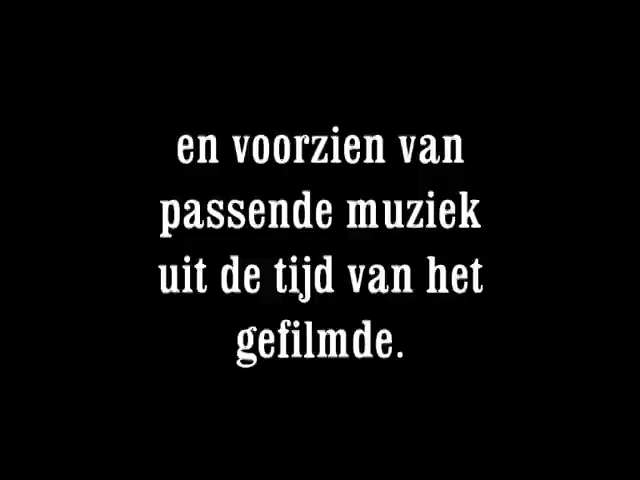 en voorzien van
passende muziek
uit de tijd van het
gefilmde.